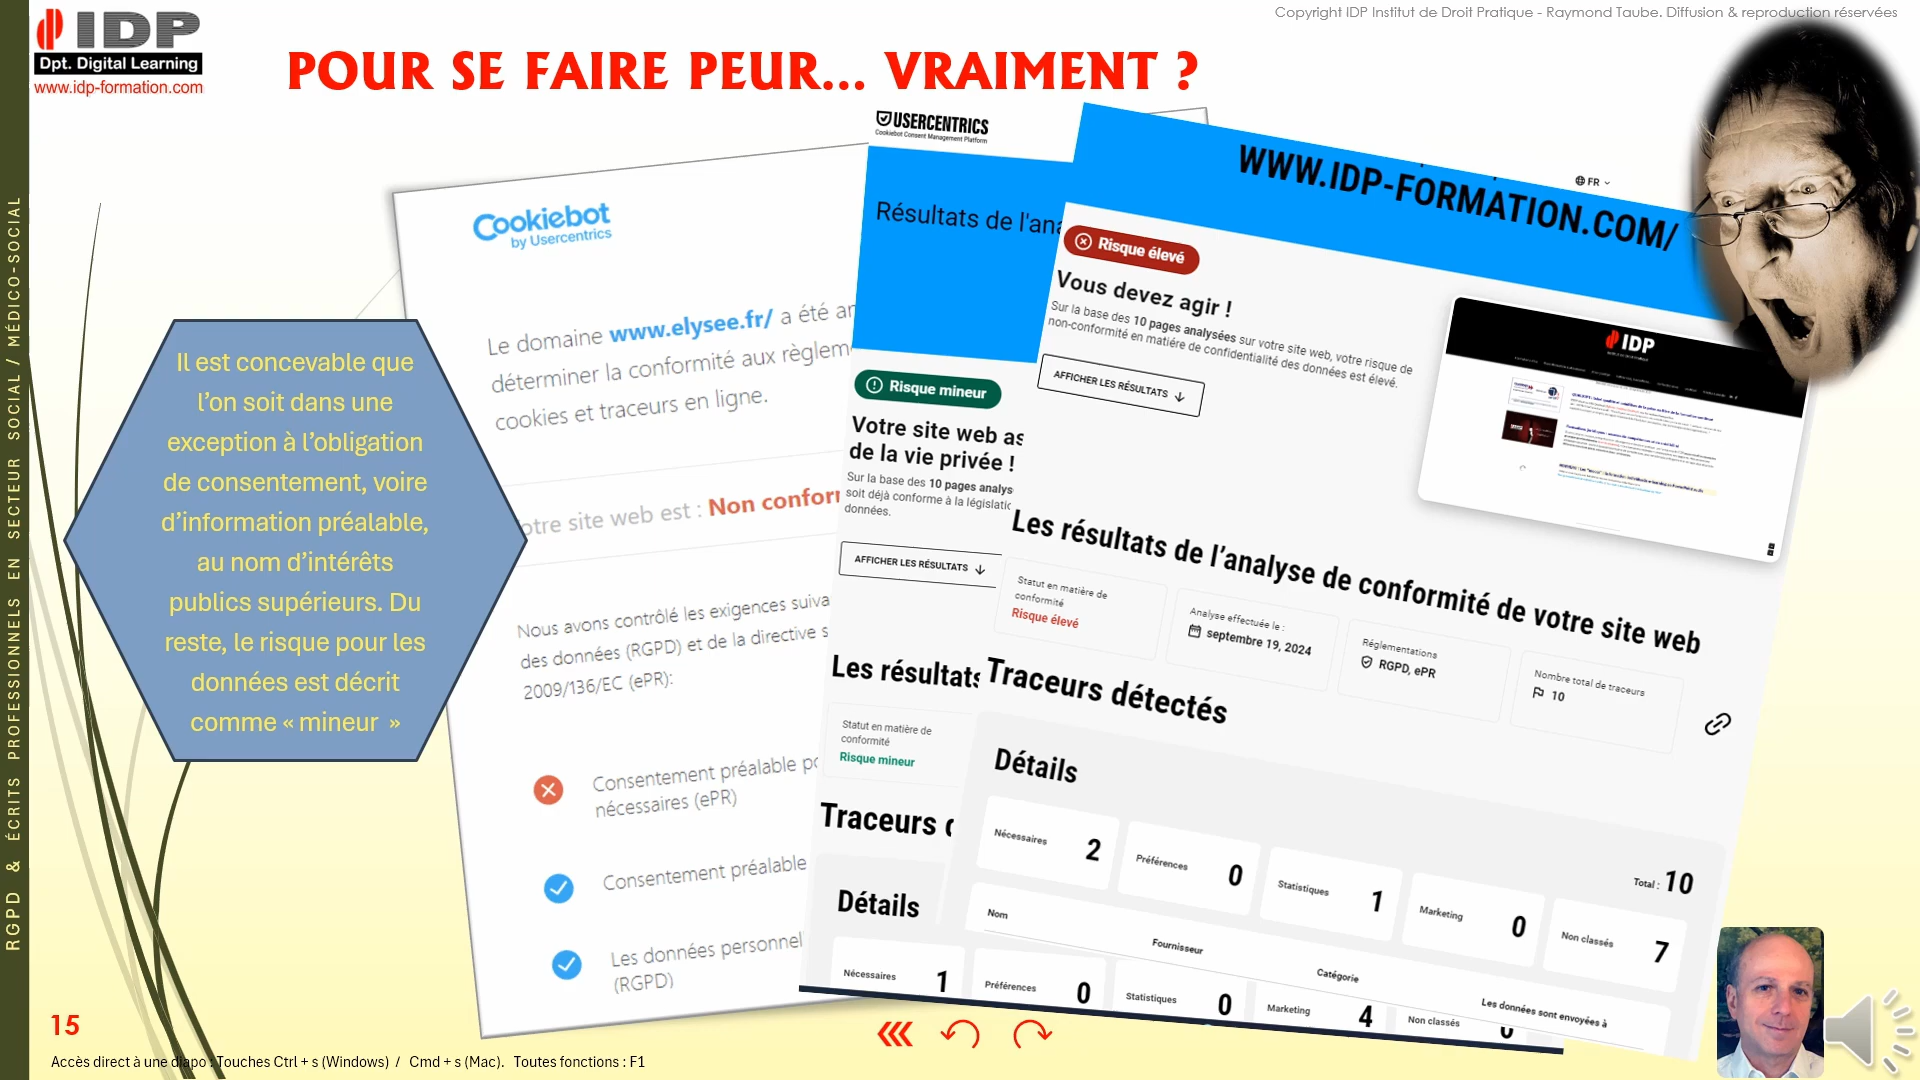 Copyright IDP Institut de Droit Pratique - Raymond Taube. Diffusion & reproduction réservées
IDP
Dpt. Digital Learning
www.idp-formation.com
POUR SE FAIRE PEUR... VRAIMENT ?
RGPD & ÉCRITS PROFESSIONNELS EN SECTEUR SOCIAL / MÉDICO-SOCIAL
Il est concevable que
l’on soit dans une
exception à l’obligation
de consentement, voire
d’information préalable,
au nom d’intérêts
publics supérieurs. Du
reste, le risque pour les
données est décrit
comme « mineur »
Cookiebot
by Usercentrics
Le domaine www.elysee.fr/ a été
déterminer la conformité aux
cookies et traceurs en ligne.
site web est : Non
Nous avons contrôlé les exigences
des données (RGPD) et de la directive
2009/136/EC (ePR):
Consentement préalable
nécessaires (ePR)
Consentement préalable
Les données
(RGPD)
USERCENTRICS
Cookiebot Consent Management Platform
Résultats de
Risque mineur
Votre site web
de la vie privée !
Sur la base des 10 pages
soit déjà conforme à la
données.
AFFICHER LES RÉSULTATS
Les résultats
Statut en matière de
conformité
Risque mineur
Traceurs
Détails
Nécessaires 1
Préférences 0
Statistiques 0
Marketing 4
Non classés
WWW.IDP-FORMATION.COM/
FR
Risque élevé
Vous devez agir !
Sur la base des 10 pages analysées sur votre site web, votre risque de
non-conformité en matière de confidentialité des données est élevé.
AFFICHER LES RÉSULTATS
IDP
Les résultats de l’analyse de conformité de votre site web
Statut en matière de
conformité
Risque élevé
Analyse effectuée le :
septembre 19, 2024
Réglementations
RGPD, ePR
Nombre total de traceurs
10
Traceurs détectés
Détails
Total : 10
Nécessaires 2
Préférences 0
Statistiques 1
Marketing 0
Non classés 7
Nom
Fournisseur
Catégorie
Les données sont envoyées à
15
Accès direct à une diapo : Touches Ctrl + s (Windows) / Cmd + s (Mac). Toutes fonctions : F1